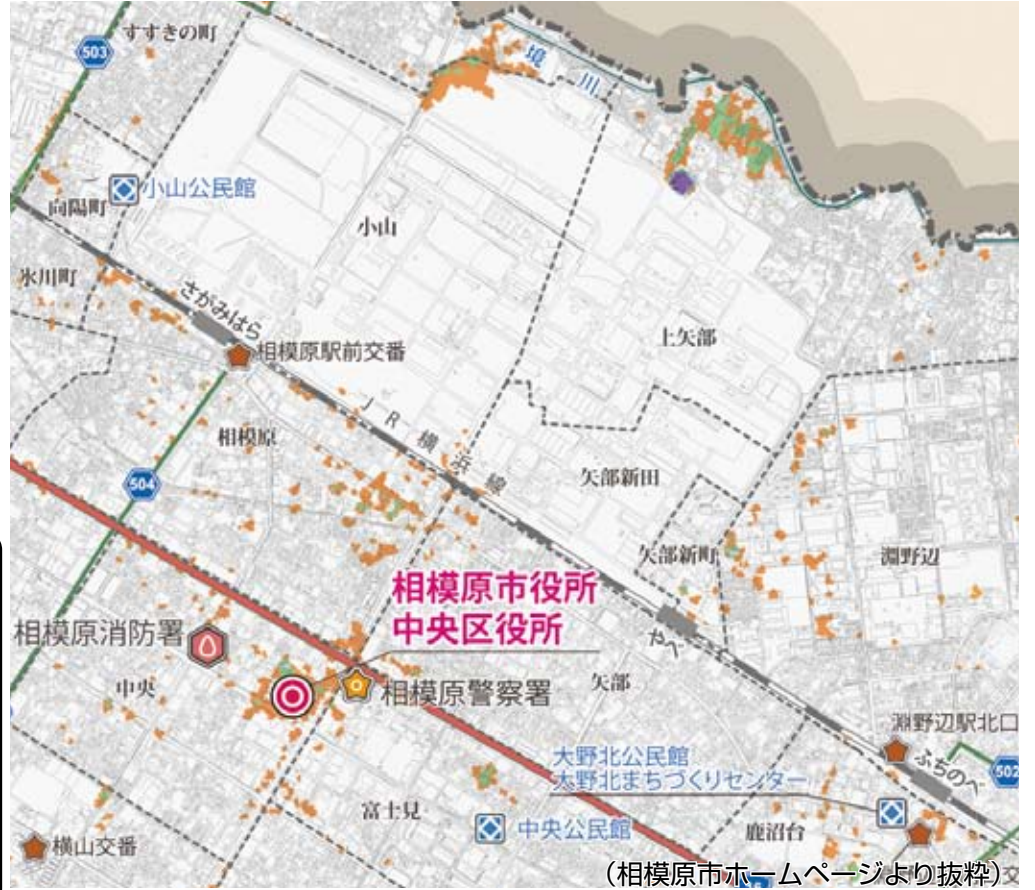 すすきの町
503
境川
小山公民館
向陽町
小山
氷川町
さがみはら
相模原駅前交番
上矢部
JR横浜線
相模原
矢部新田
504
矢部新町
淵野辺
相模原市役所
中央区役所
相模原消防署
やべ
中央
相模原警察署
矢部
淵野辺駅北口
大野北公民館
大野北まちづくりセンター
ふちのべ
502
富士見
中央公民館
鹿沼台
横山交番
(相模原市ホームページより抜粋)
交